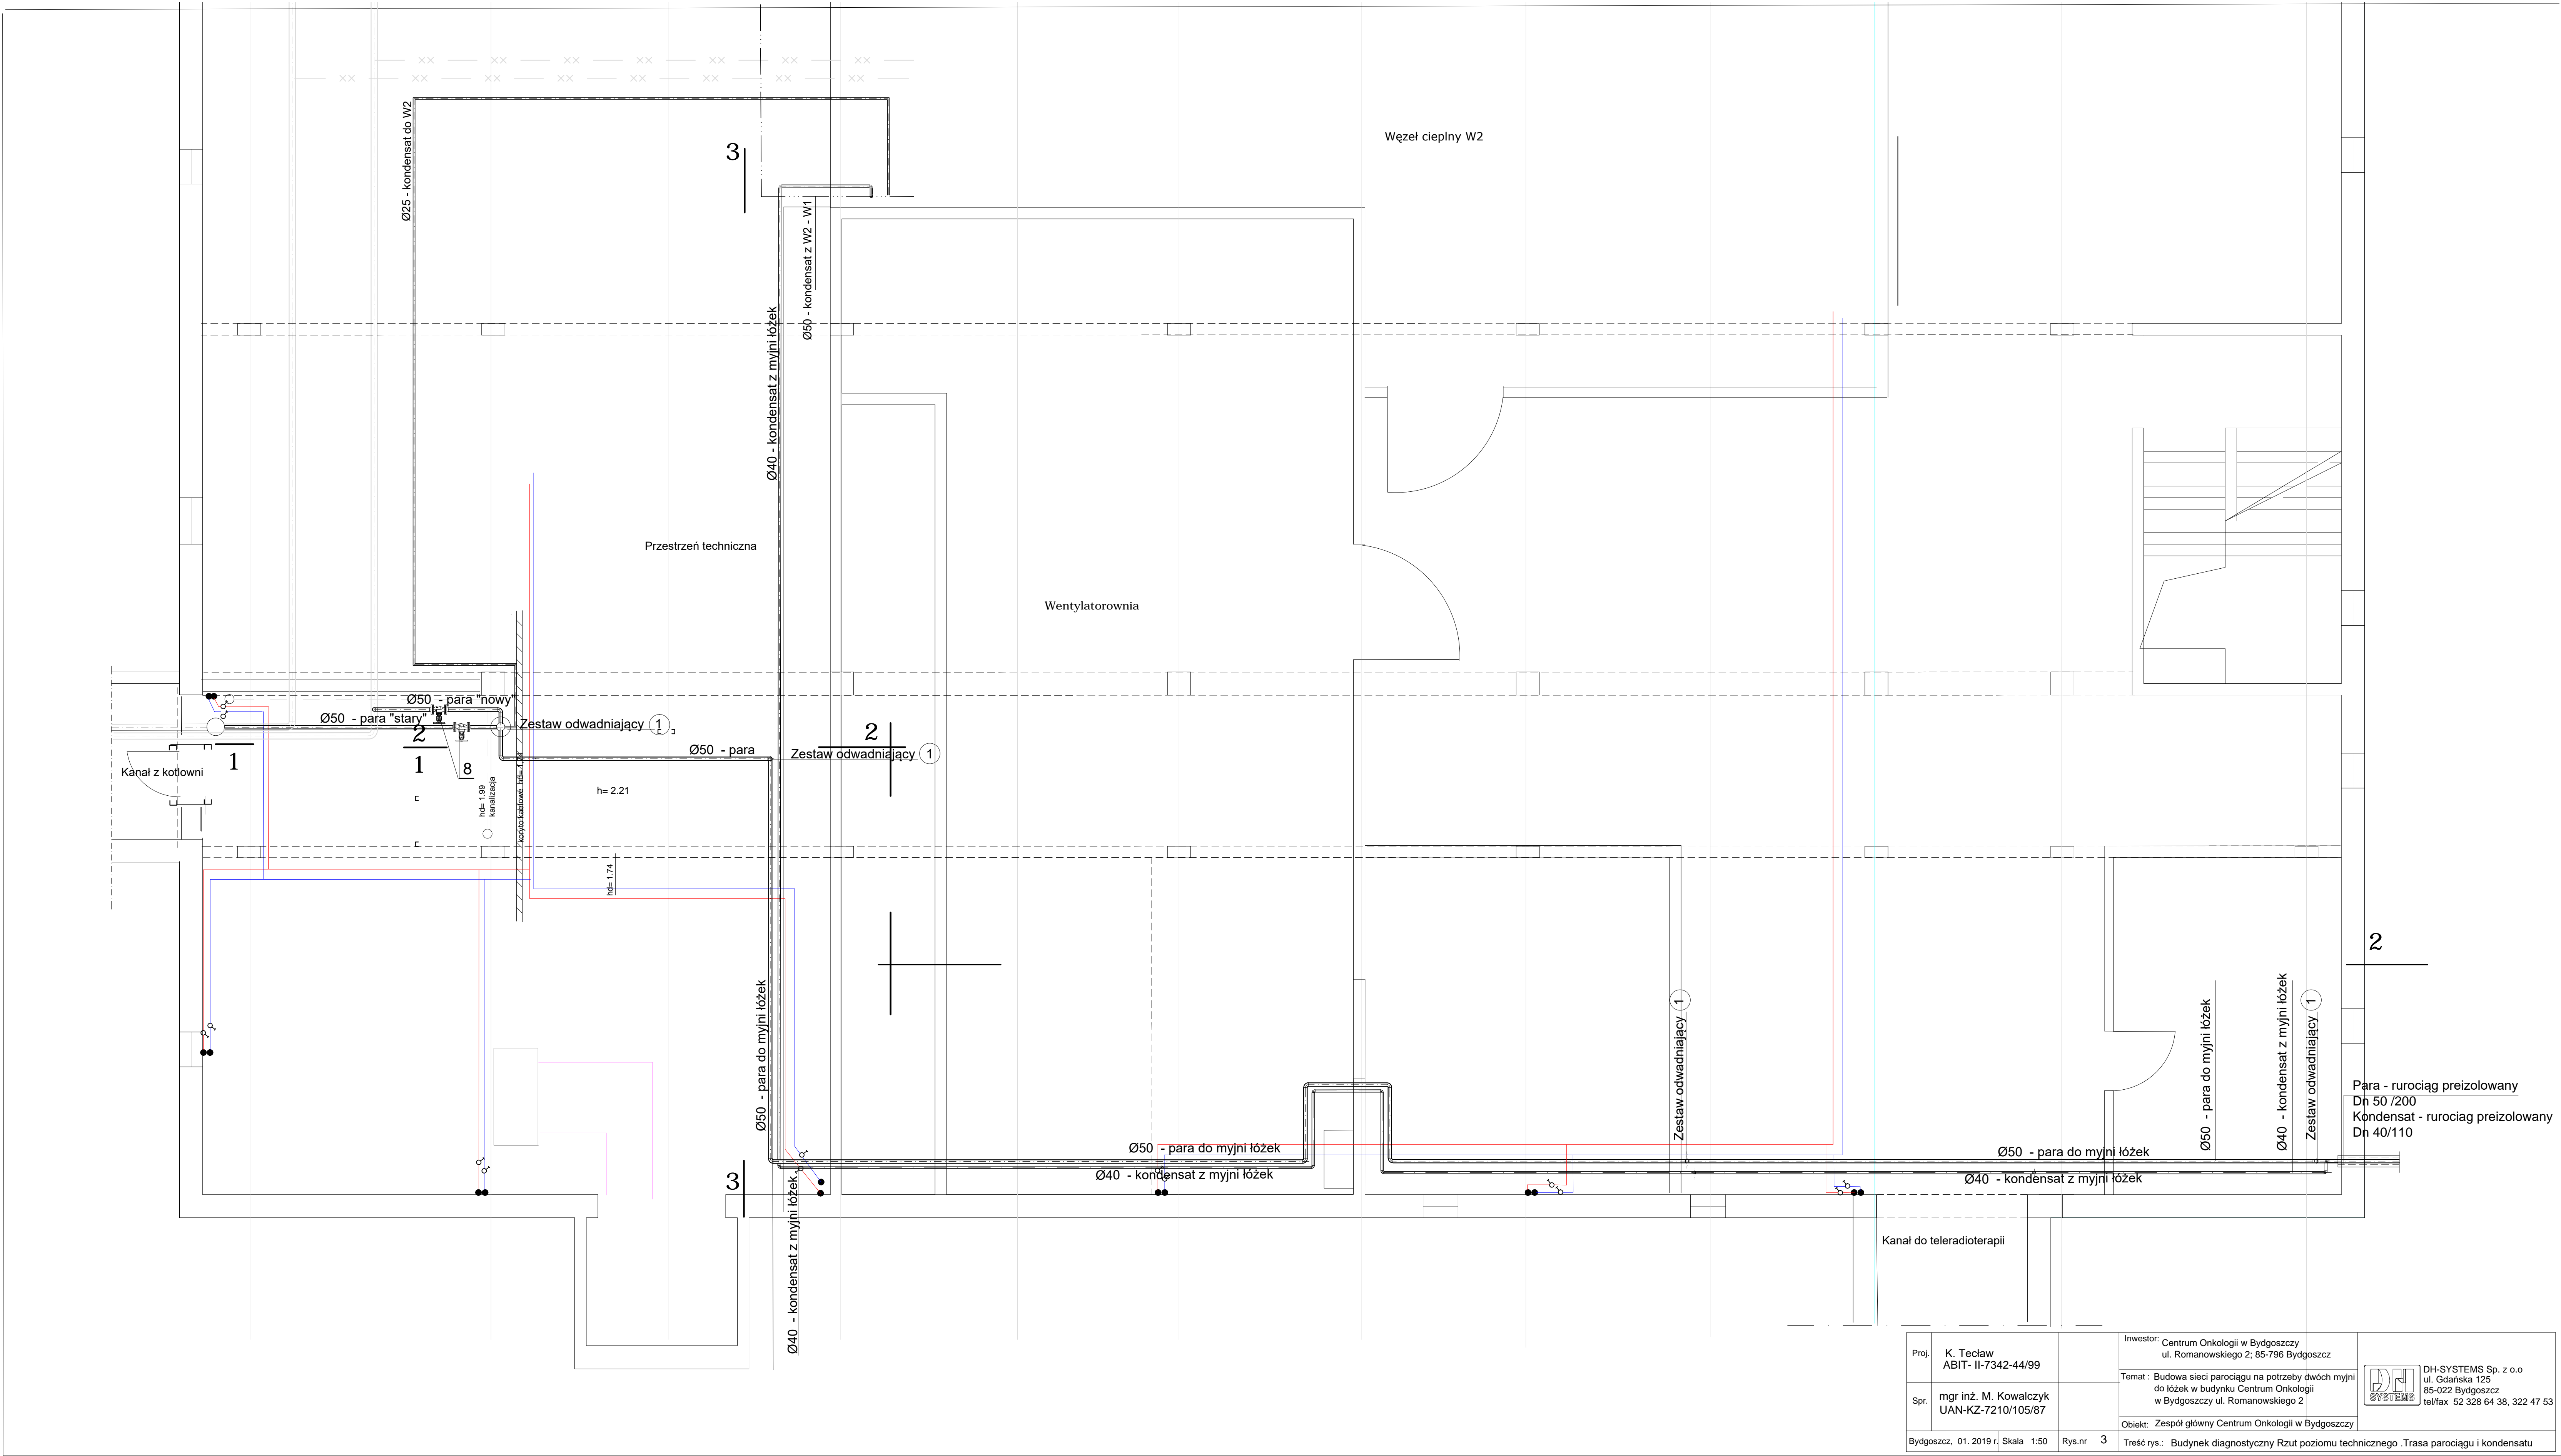 Węzeł cieplny W2
Ø25 - kondensat do W2
3
Ø50 - kondensat z W2 - W1
Ø40 - kondensat z myjni łóżek
Przestrzeń techniczna
Wentylatorownia
Ø50 - para "nowy"
Ø50 - para "stary"
Zestaw odwadniający 1
2
1
1
8
Ø50 - para
2
Zestaw odwadniający 1
Kanał z kotłowni
hd= 1.99
kanalizacja
koryto kablowe hd= 1.74
h= 2.21
hd= 1.74
2
Ø50 - para do myjni łóżek
Zestaw odwadniający 1
Ø50 - para do myjni łóżek
Ø40 - kondensat z myjni łóżek
Zestaw odwadniający 1
Para - rurociąg preizolowany
Dn 50 /200
Kondensat - rurociag preizolowany
Dn 40/110
Ø50 - para do myjni łóżek
Ø40 - kondensat z myjni łóżek
Ø50 - para do myjni łóżek
Ø40 - kondensat z myjni łóżek
3
Ø40 - kondensat z myjni łóżek
Kanał do teleradioterapii
Proj.
K. Tecław
ABIT- II-7342-44/99
Spr.
mgr inż. M. Kowalczyk
UAN-KZ-7210/105/87
Bydgoszcz, 01. 2019 r. Skala 1:50 Rys.nr 3
Inwestor: Centrum Onkologii w Bydgoszczy
ul. Romanowskiego 2; 85-796 Bydgoszcz
Temat : Budowa sieci parociągu na potrzeby dwóch myjni
do łóżek w budynku Centrum Onkologii
w Bydgoszczy ul. Romanowskiego 2
Obiekt: Zespół główny Centrum Onkologii w Bydgoszczy
Treść rys.: Budynek diagnostyczny Rzut poziomu technicznego .Trasa parociągu i kondensatu
DH
SYSTEMS
DH-SYSTEMS Sp. z o.o
ul. Gdańska 125
85-022 Bydgoszcz
tel/fax 52 328 64 38, 322 47 53